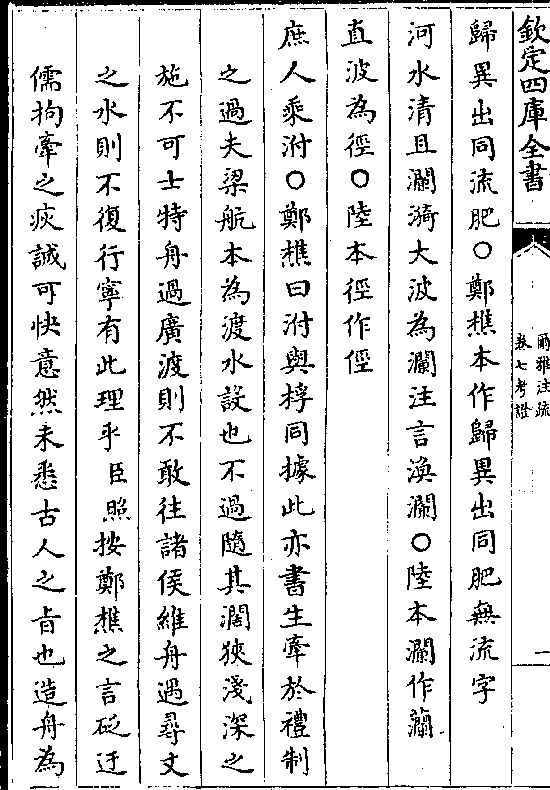 欽定四庫全書
爾雅注疏
卷七考證
一
歸異出同流肥○鄭樵本作歸異出同肥無流字
河水清且瀾漪大波為瀾注言渙瀾○陸本瀾作灡
直波為徑○陸本徑作俓
庶人乘泭○鄭樵曰泭與桴同據此亦書生牽於禮制
之過夫梁航本為渡水設也不過隨其濶狹淺深之
施不可士特舟過廣渡則不敢往諸侯維舟遇尋丈
之水則不復行寧有此理乎臣照按鄭樵之言砭迂
儒拘牽之疾誠可快意然未悉古人之㫖也造舟為